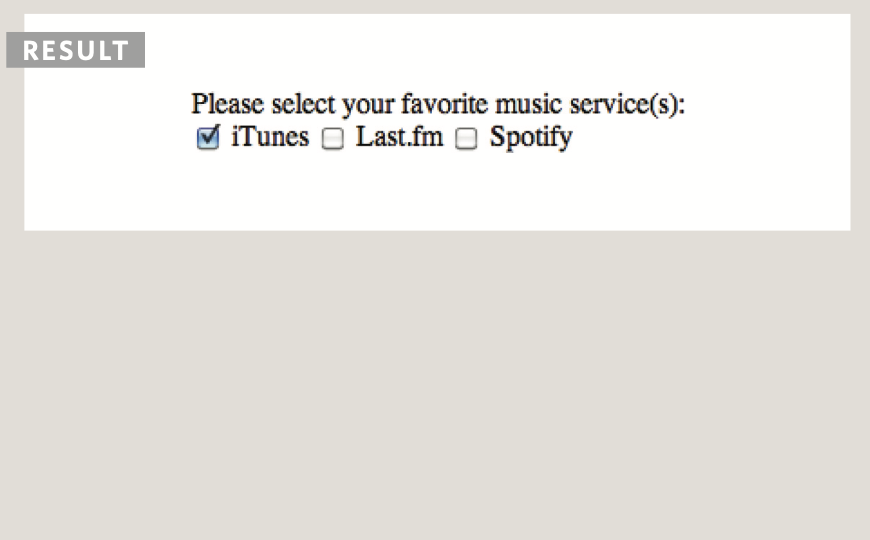 RESULT
Please select your favorite music service(s):
iTunes Last.fm Spotify